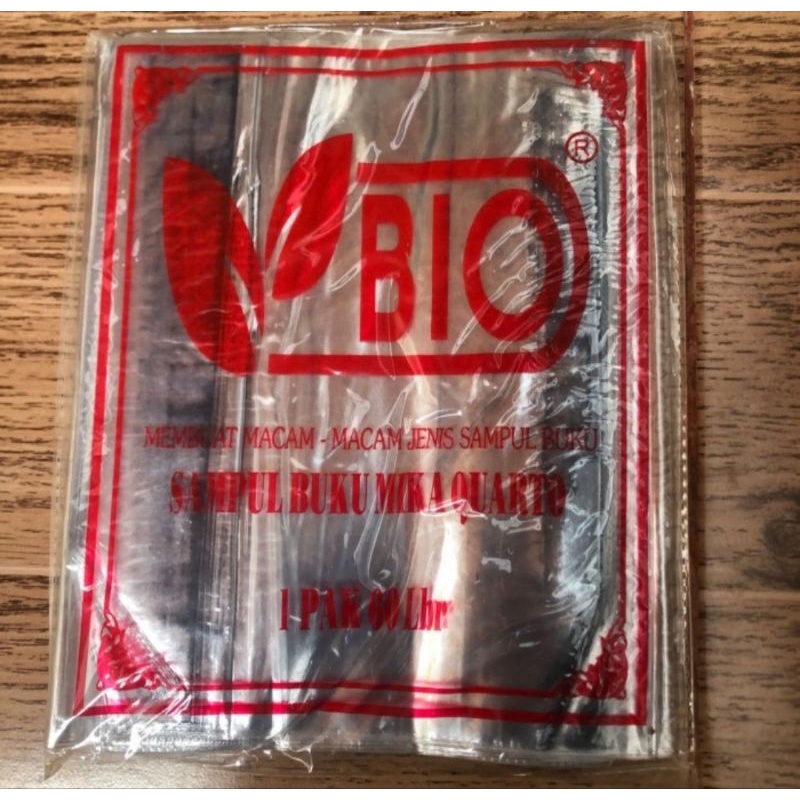 BIO ®
MEMBUAT MACAM - MACAM JENIS SAMPUL BUKU
SAMPUL BUKU MIKA QUARTO
1 PAK 60 Lbr